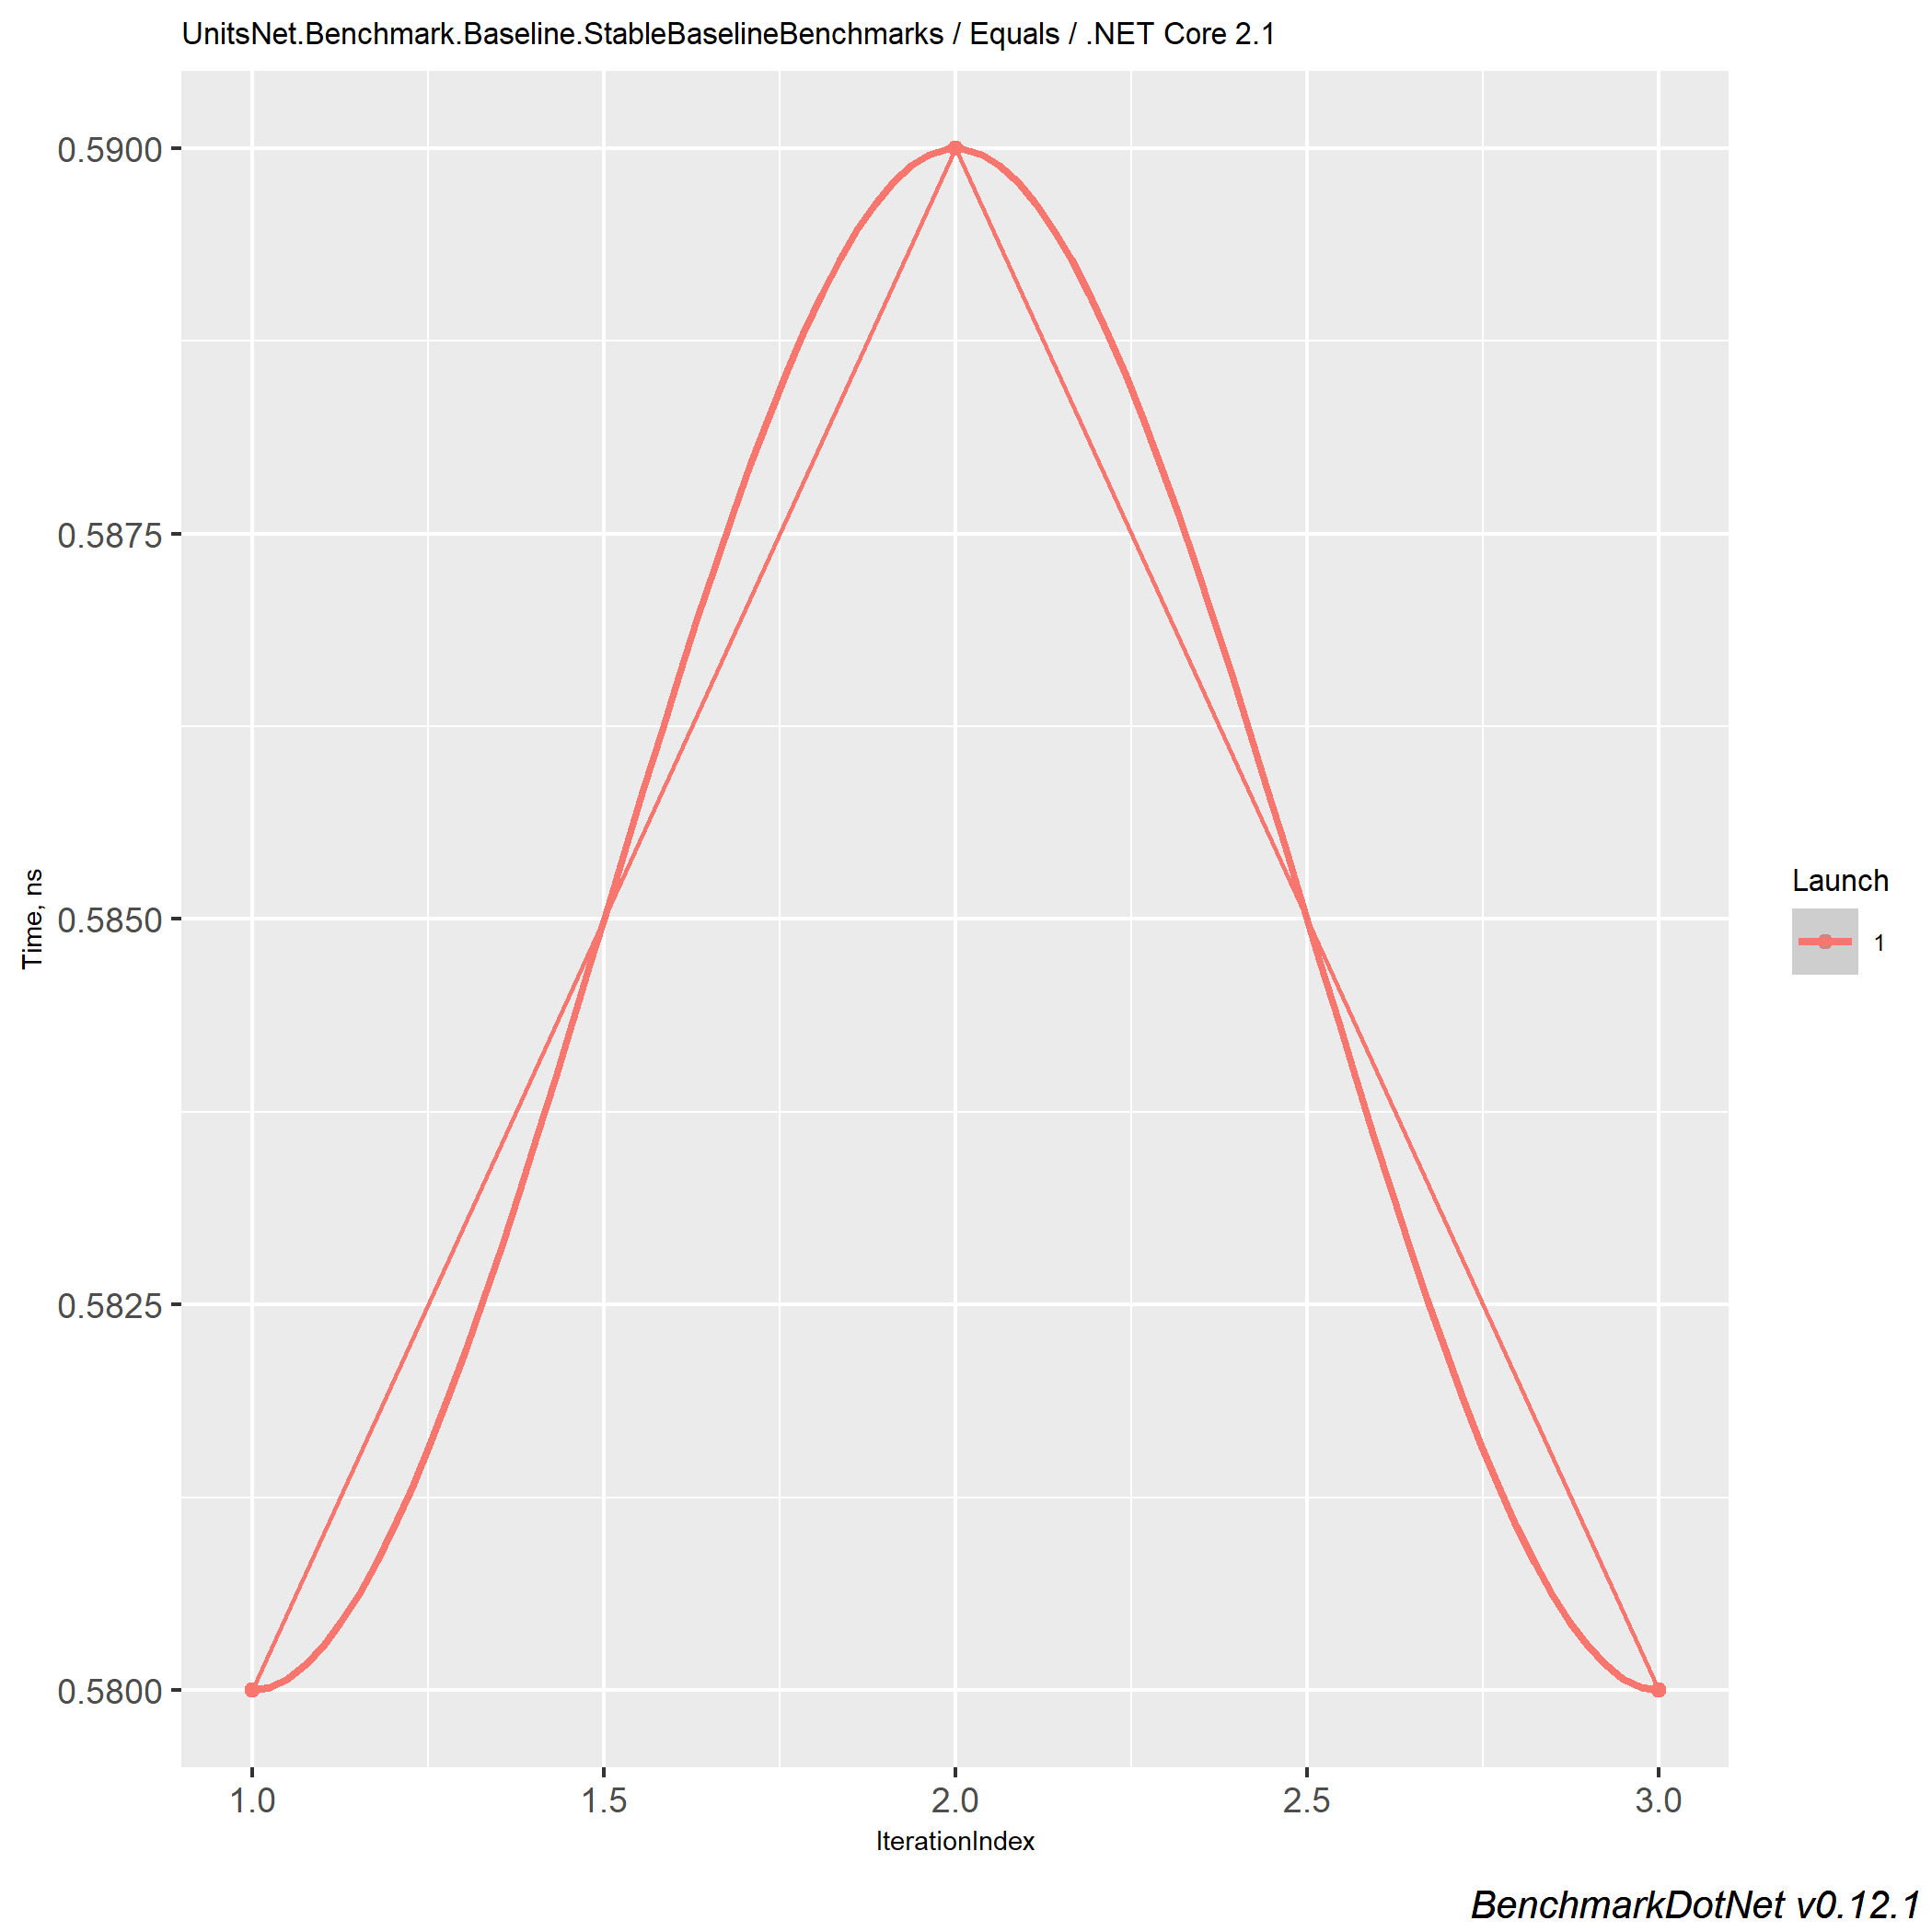 UnitsNet.Benchmark.Baseline.StableBaselineBenchmarks / Equals / .NET Core 2.1
0.5900
0.5875
0.5850
0.5825
0.5800
Time, ns
1.0 1.5 2.0 2.5 3.0
IterationIndex
Launch
1
BenchmarkDotNet v0.12.1